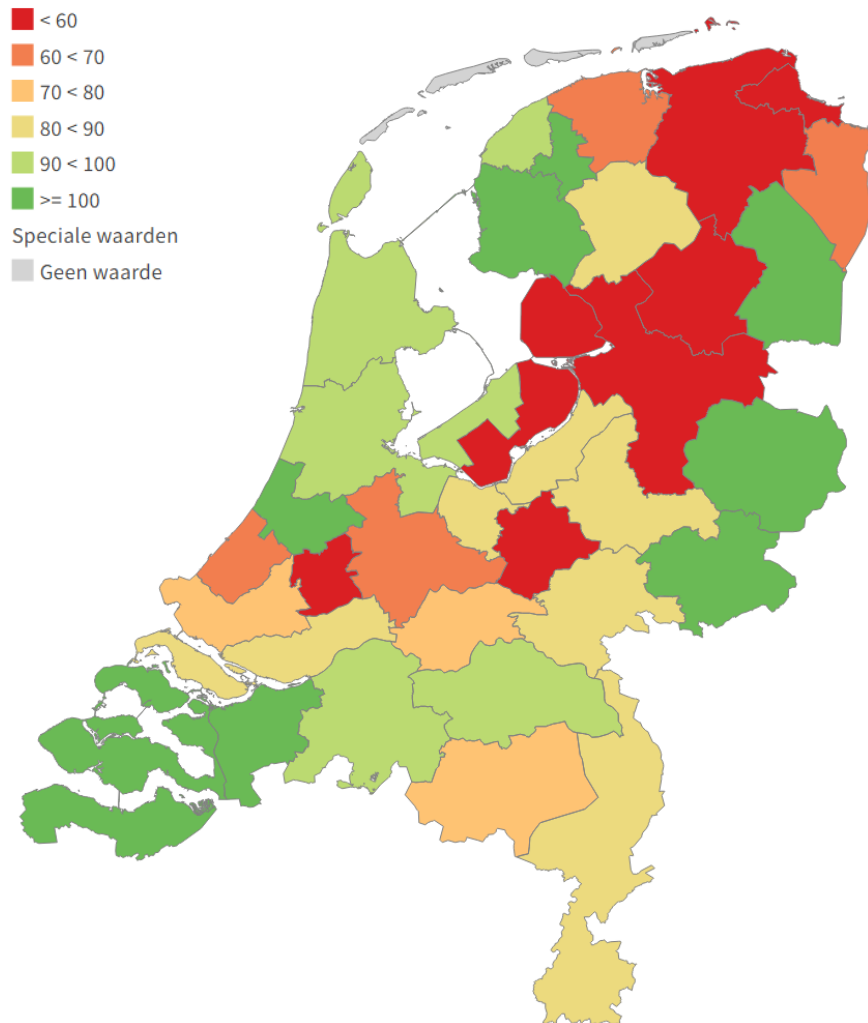 < 60
60 < 70
70 < 80
80 < 90
90 < 100
>= 100
Speciale waarden
Geen waarde